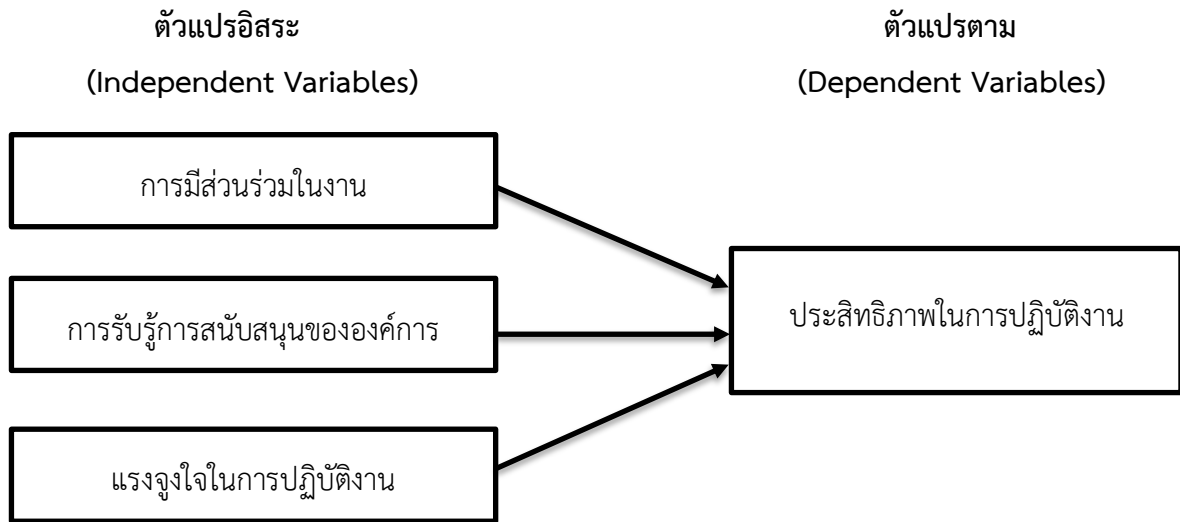 ตัวแปรอิสระ
(Independent Variables)
ตัวแปรตาม
(Dependent Variables)
การมีส่วนร่วมในงาน
การรับรู้การสนับสนุนขององค์การ
แรงจูงใจในการปฏิบัติงาน
ประสิทธิภาพในการปฏิบัติงาน